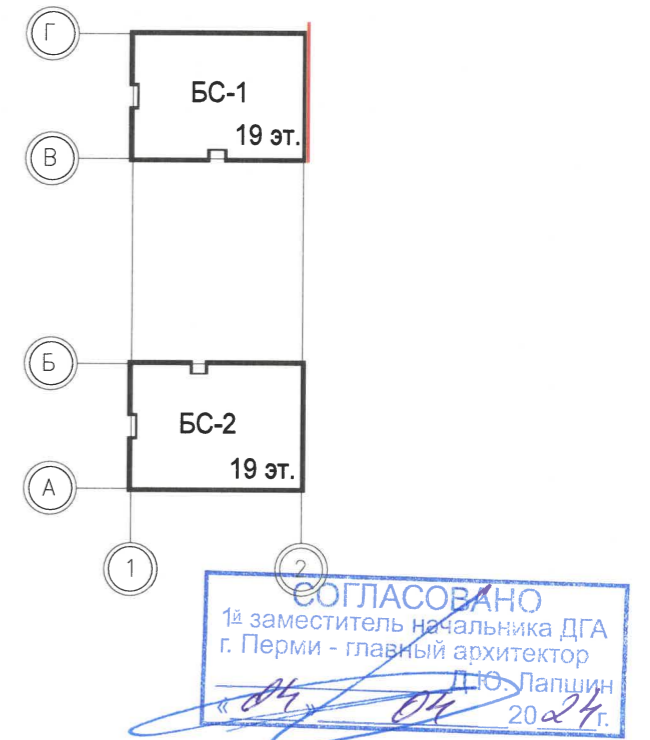 Г
БС-1
19 эт.
В
Б
БС-2
19 эт.
А
1
2
СОГЛАСОВАНО
1й заместитель начальника ДГА
г. Перми - главный архитектор
Д.Ю. Лапшин
« 04 » 04 2024г.